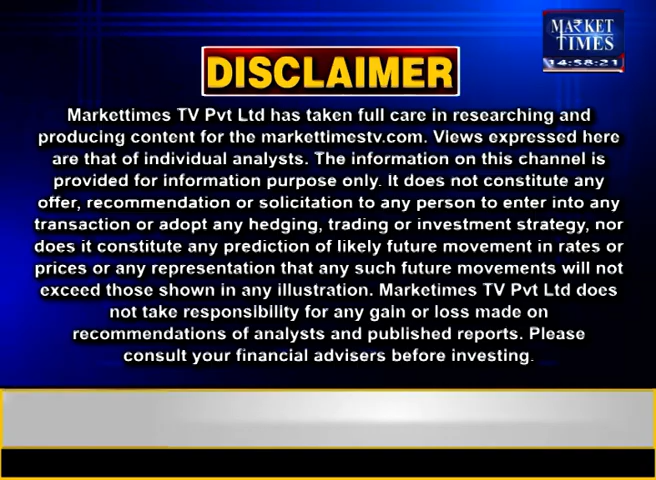 MARKET
TIMES
14:58:21
DISCLAIMER
Markettimes TV Pvt Ltd has taken full care in researching and
producing content for the markettimestv.com. Views expressed here
are that of individual analysts. The information on this channel is
provided for information purpose only. It does not constitute any
offer, recommendation or solicitation to any person to enter into any
transaction or adopt any hedging, trading or investment strategy, nor
does it constitute any prediction of likely future movement in rates or
prices or any representation that any such future movements will not
exceed those shown in any illustration. Marketimes TV Pvt Ltd does
not take responsibility for any gain or loss made on
recommendations of analysts and published reports. Please
consult your financial advisers before investing.